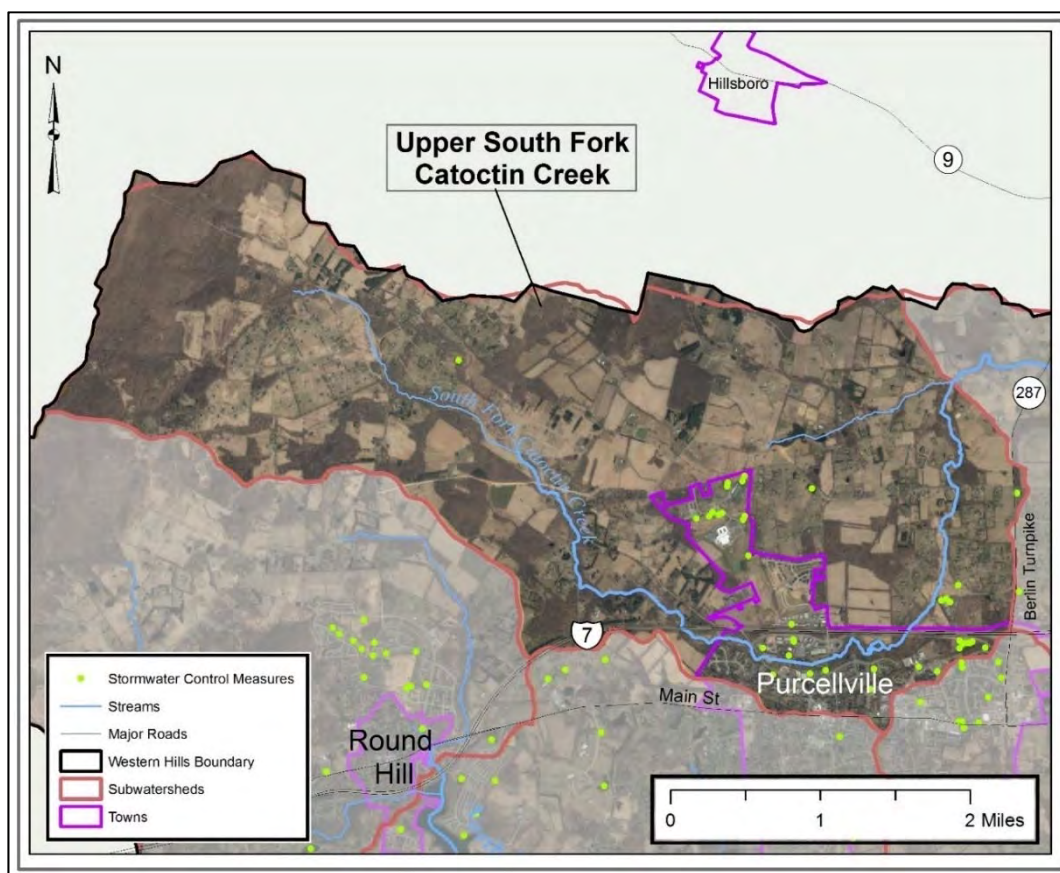 N
Hillsboro
9
Upper South Fork
Catoctin Creek
South Fork Catoctin Creek
287
Berlin Turnpike
7
Purcellville
Main St
Round
Hill
Stormwater Control Measures
Streams
Major Roads
Western Hills Boundary
Subwatersheds
Towns
0 1 2 Miles